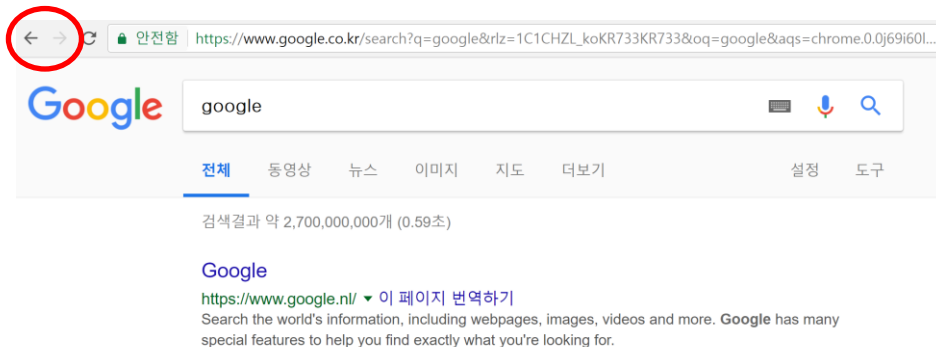 안전함 https://www.google.co.kr/search?q=google&rlz=1C1CHZL_koKR733KR733&oq=google&aqs=chrome.0.0j69i60l...
Google google
전체 동영상 뉴스 이미지 지도 더보기 설정 도구
검색결과 약 2,700,000,000개 (0.59초)
Google
https://www.google.nl/ ▼ 이 페이지 번역하기
Search the world's information, including webpages, images, videos and more. Google has many
special features to help you find exactly what you're looking for.